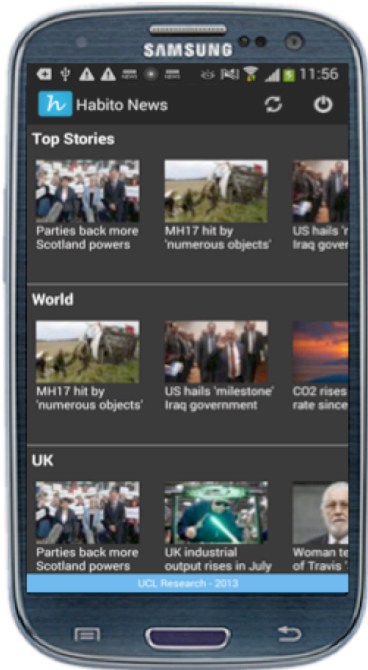 SAMSUNG
11:56
h Habito News
Top Stories
Parties back more
Scotland powers
MH17 hit by
'numerous objects'
US hails 'r
Iraq gover
World
MH17 hit by
'numerous objects'
US hails 'milestone'
Iraq government
CO2 rises
rate since
UK
Parties back more
Scotland powers
UK industrial
output rises in July
Woman te
of Travis '
UCL Research - 2013